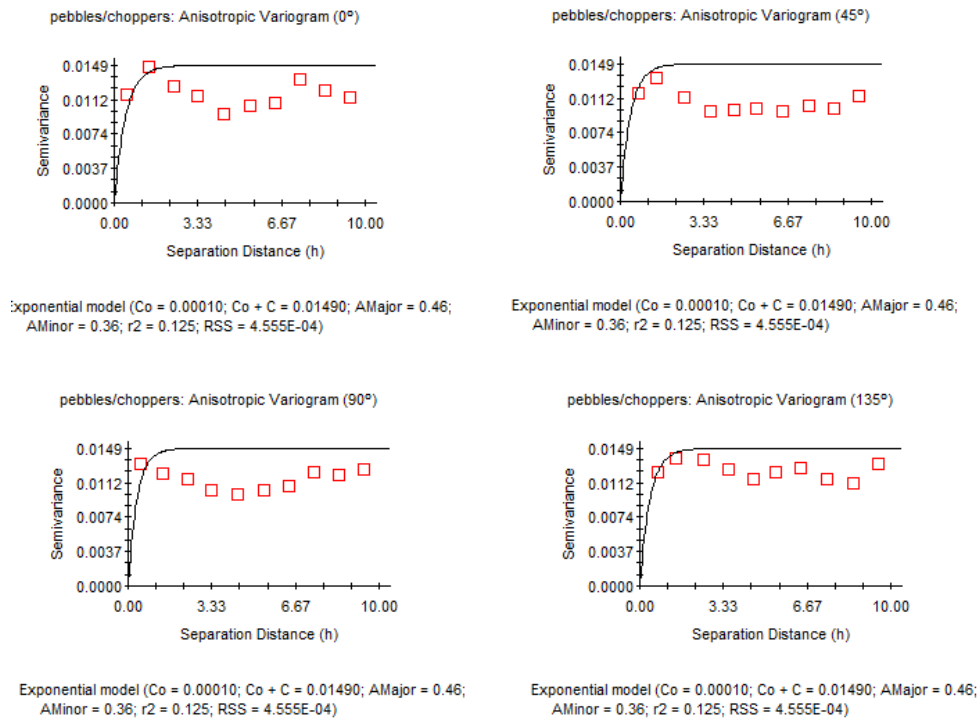 pebbles/choppers: Anisotropic Variogram (0º)
0.0149
0.0112
0.0074
0.0037
0.0000
Semivariance
0.00 3.33 6.67 10.00
Separation Distance (h)
Exponential model (Co = 0.00010; Co + C = 0.01490; AMajor = 0.46;
AMinor = 0.36; r2 = 0.125; RSS = 4.555E-04)
pebbles/choppers: Anisotropic Variogram (45º)
0.0149
0.0112
0.0074
0.0037
0.0000
Semivariance
0.00 3.33 6.67 10.00
Separation Distance (h)
Exponential model (Co = 0.00010; Co + C = 0.01490; AMajor = 0.46;
AMinor = 0.36; r2 = 0.125; RSS = 4.555E-04)
pebbles/choppers: Anisotropic Variogram (90º)
0.0149
0.0112
0.0074
0.0037
0.0000
Semivariance
0.00 3.33 6.67 10.00
Separation Distance (h)
Exponential model (Co = 0.00010; Co + C = 0.01490; AMajor = 0.46;
AMinor = 0.36; r2 = 0.125; RSS = 4.555E-04)
pebbles/choppers: Anisotropic Variogram (135º)
0.0149
0.0112
0.0074
0.0037
0.0000
Semivariance
0.00 3.33 6.67 10.00
Separation Distance (h)
Exponential model (Co = 0.00010; Co + C = 0.01490; AMajor = 0.46;
AMinor = 0.36; r2 = 0.125; RSS = 4.555E-04)